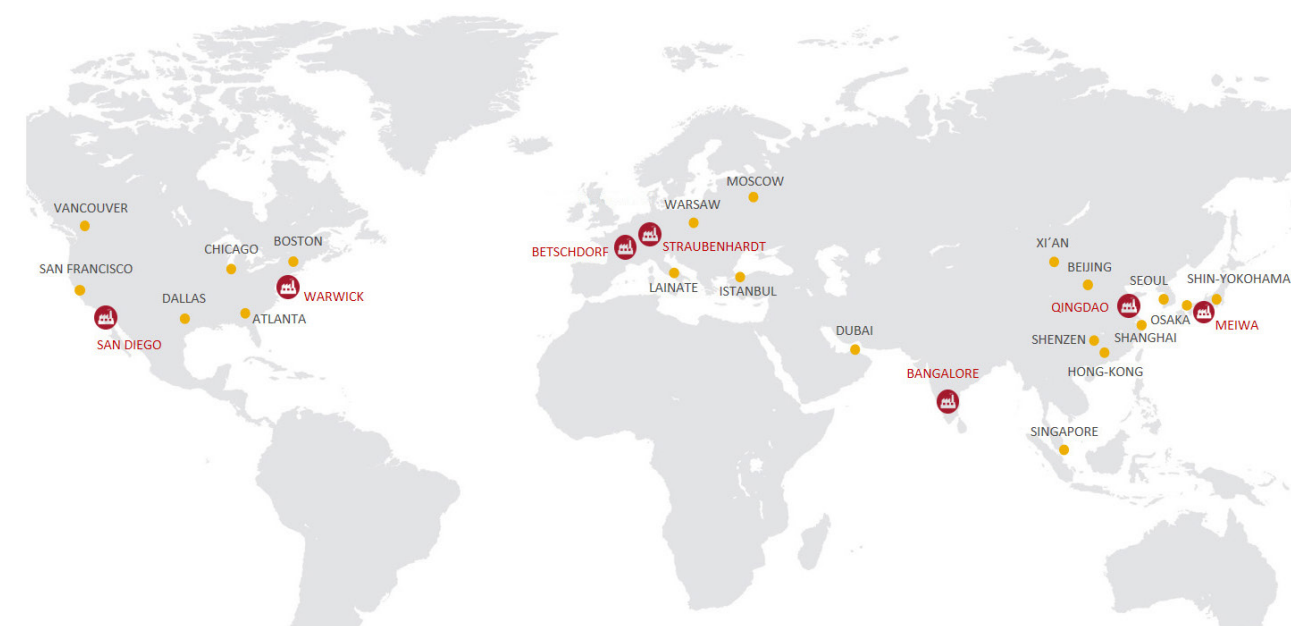 MOSCOW
WARSAW
VANCOUVER
BOSTON
CHICAGO
STRAUBENHARDT
BETSCHDORF
XI´AN
SAN FRANCISCO
BEIJING
SEOUL
SHIN-YOKOHAMA
LAINATE
ISTANBUL
WARWICK
DALLAS
QINGDAO
ATLANTA
OSAKA
MEIWA
DUBAI
SHENZEN
SHANGHAI
SAN DIEGO
HONG-KONG
BANGALORE
SINGAPORE